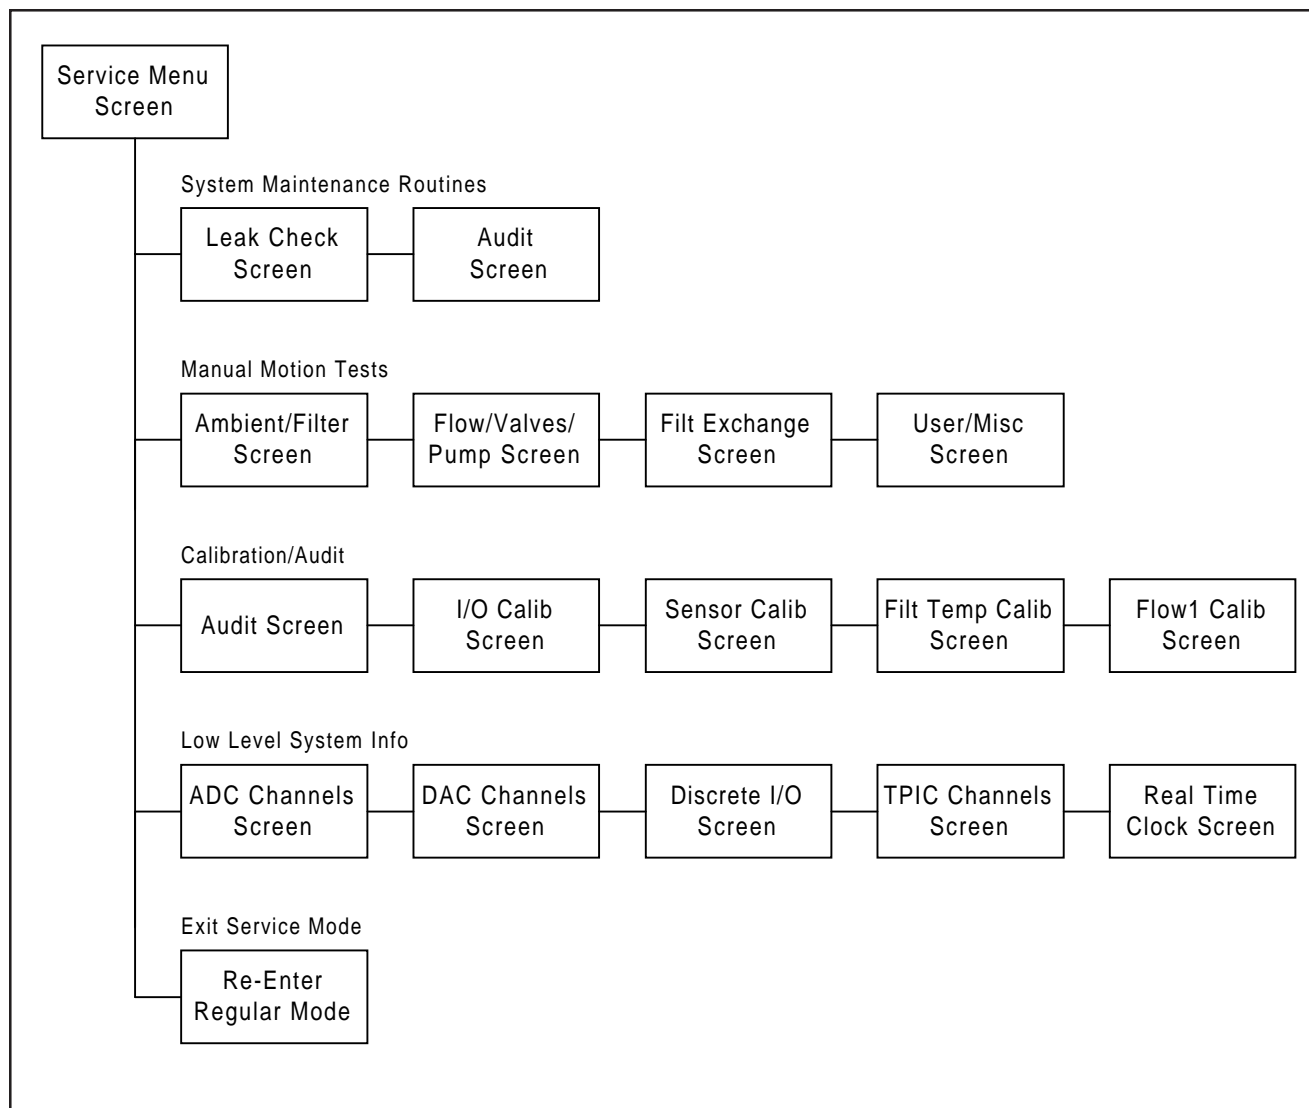 Service Menu
Screen
System Maintenance Routines
Leak Check
Screen
Audit
Screen
Manual Motion Tests
Ambient/Filter
Screen
Flow/Valves/
Pump Screen
Filt Exchange
Screen
User/Misc
Screen
Calibration/Audit
Audit Screen
I/O Calib
Screen
Sensor Calib
Screen
Filt Temp Calib
Screen
Flow1 Calib
Screen
Low Level System Info
ADC Channels
Screen
DAC Channels
Screen
Discrete I/O
Screen
TPIC Channels
Screen
Real Time
Clock Screen
Exit Service Mode
Re-Enter
Regular Mode